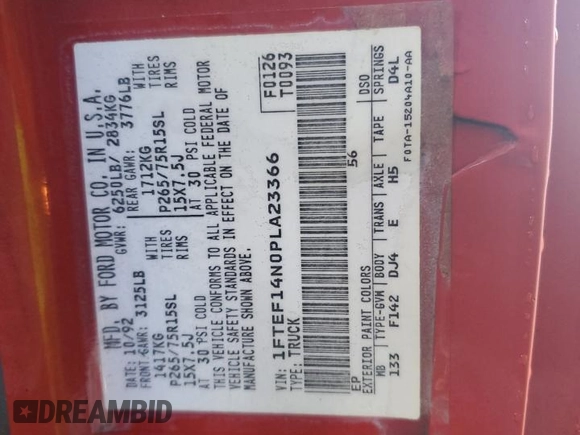 MFD. BY FORD MOTOR CO. IN U.S.A.
DATE: 10/92 GVWR: 6250LB/ 2834KG
FRONT GAWR: 3125LB REAR GAWR: 3776LB
1417KG WITH 1712KG WITH
P265/75R15SL TIRES P265/75R15SL TIRES
15X7.5J RIMS 15X7.5J RIMS
AT 30 PSI COLD AT 30 PSI COLD
THIS VEHICLE CONFORMS TO ALL APPLICABLE FEDERAL MOTOR
VEHICLE SAFETY STANDARDS IN EFFECT ON THE DATE OF
MANUFACTURE SHOWN ABOVE.
VIN: 1FTEF14N0PLA23366 F0126
TYPE: TRUCK T0093
56
EP
EXTERIOR PAINT COLORS DSO
MB TYPE-GVM BODY TRANS AXLE TAPE SPRINGS
133 F142 DJ4 E H5 D4L
F0TA-15204A10-AA
DREAMBID